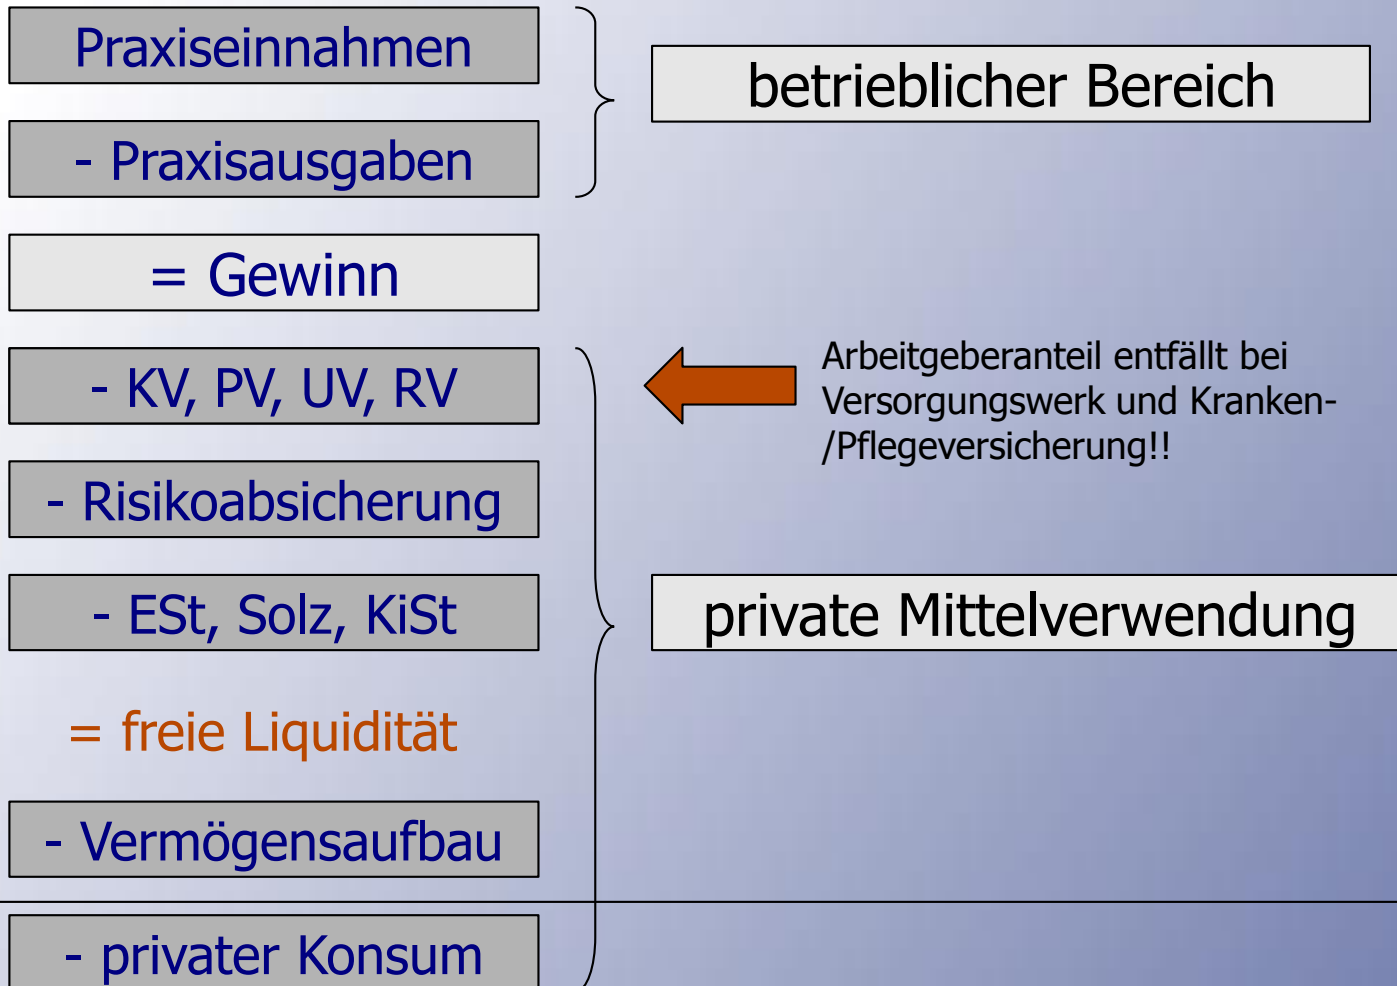 Praxiseinnahmen
- Praxisausgaben
betrieblicher Bereich
= Gewinn
- KV, PV, UV, RV
Arbeitgeberanteil entfällt bei
Versorgungswerk und Kranken-
/Pflegeversicherung!!
- Risikoabsicherung
- ESt, Solz, KiSt
private Mittelverwendung
= freie Liquidität
- Vermögensaufbau
- privater Konsum